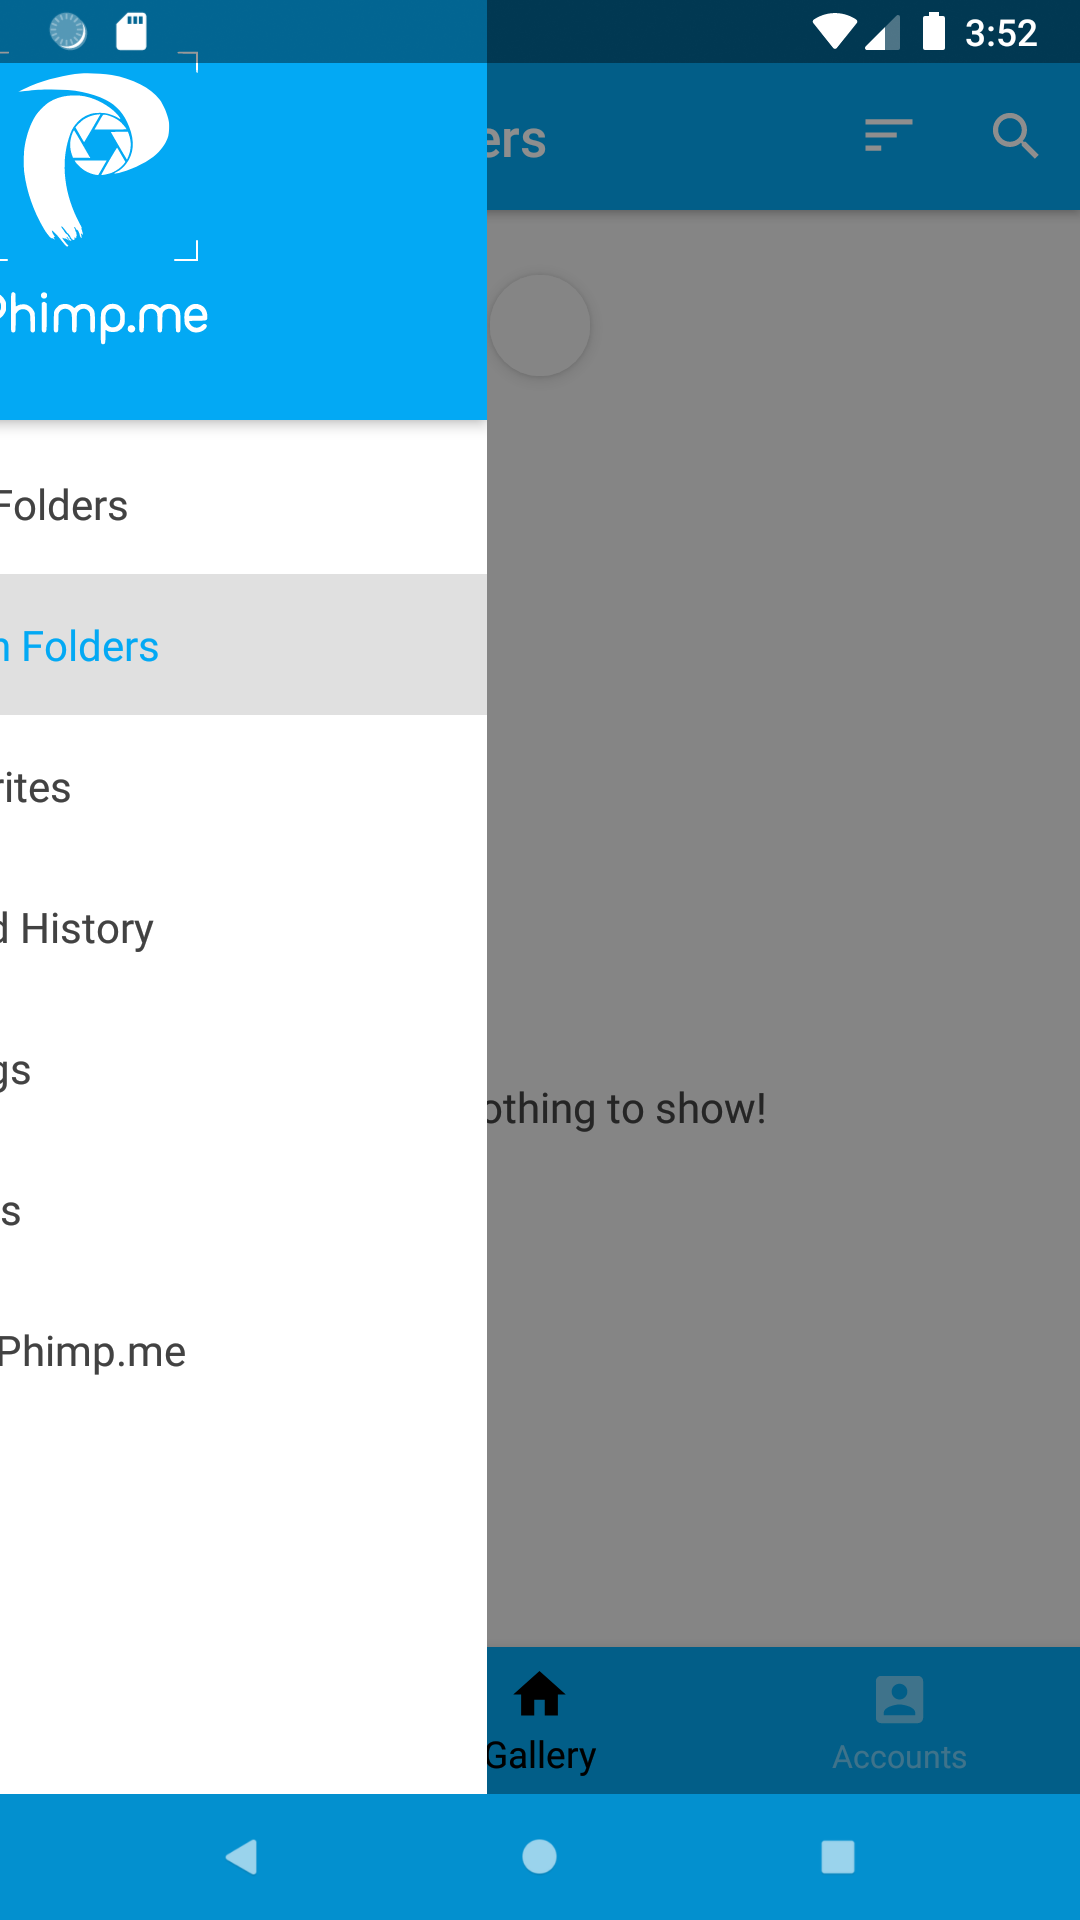 3:52
ers
Phimp.me
Folders
n Folders
rites
d History
othing to show!
gs
s
Phimp.me
Gallery
Accounts